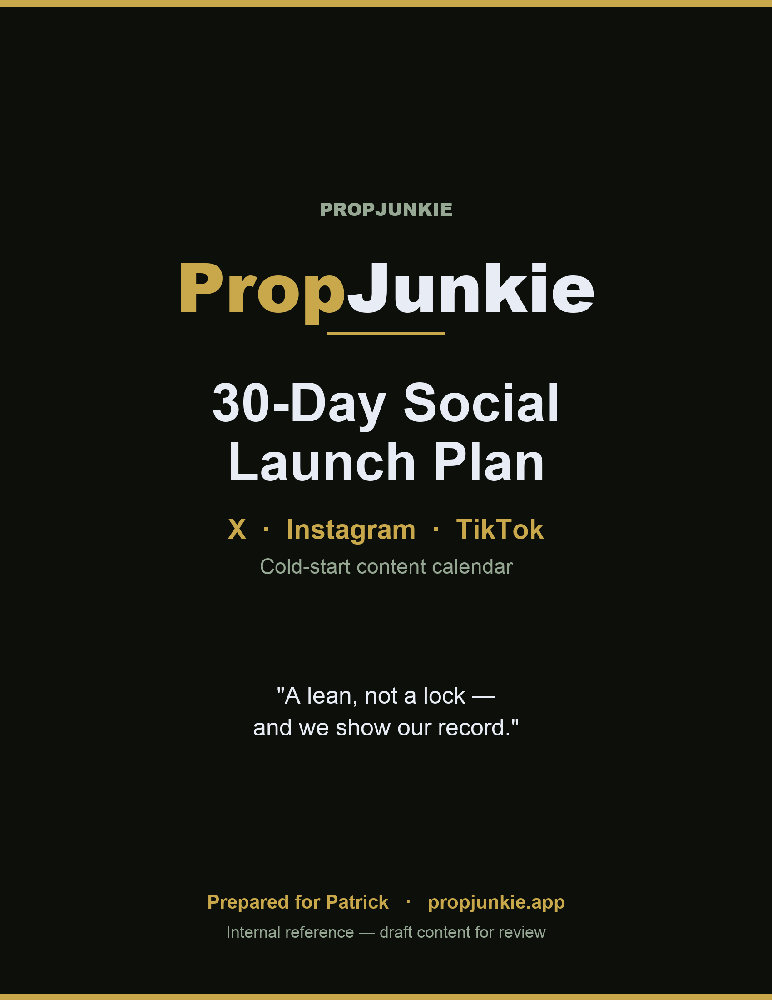 PROPJUNKIE
PropJunkie
30-Day Social
Launch Plan
X · Instagram · TikTok
Cold-start content calendar
"A lean, not a lock —
and we show our record."
Prepared for Patrick · propjunkie.app
Internal reference — draft content for review